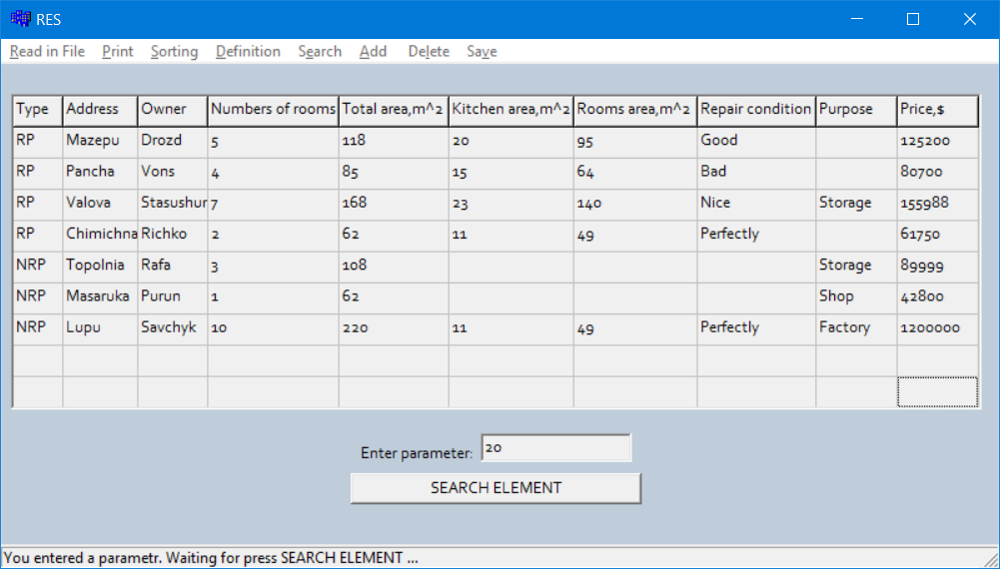 RES
Read in File Print Sorting Definition Search Add Delete Save
Type Address Owner Numbers of rooms Total area,m^2 Kitchen area,m^2 Rooms area,m^2 Repair condition Purpose Price,$
RP Mazepu Drozd 5 118 20 95 Good 125200
RP Pancha Vons 4 85 15 64 Bad 80700
RP Valova Stasushur 7 168 23 140 Nice Storage 155988
RP Chimichna Richko 2 62 11 49 Perfectly 61750
NRP Topolnia Rafa 3 108 Storage 89999
NRP Masaruka Purun 1 62 Shop 42800
NRP Lupu Savchyk 10 220 11 49 Perfectly Factory 1200000
Enter parameter: 20
SEARCH ELEMENT
You entered a parametr. Waiting for press SEARCH ELEMENT ...